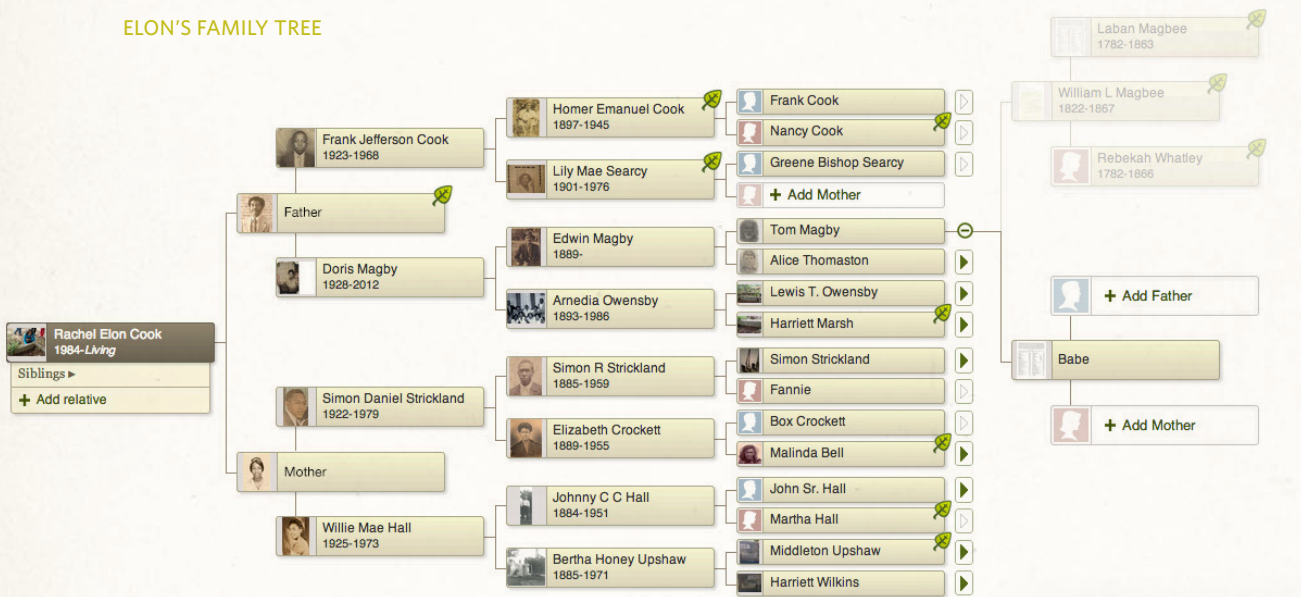 ELON'S FAMILY TREE
Rachel Elon Cook
1984-Living
Siblings
+ Add relative
Father
Mother
Frank Jefferson Cook
1923-1968
Doris Magby
1928-2012
Simon Daniel Strickland
1922-1979
Willie Mae Hall
1925-1973
Homer Emanuel Cook
1897-1945
Lily Mae Searcy
1901-1976
Edwin Magby
1889-
Arnedia Owensby
1893-1986
Simon R Strickland
1885-1959
Elizabeth Crockett
1889-1955
Johnny C C Hall
1884-1951
Bertha Honey Upshaw
1885-1971
Frank Cook
Nancy Cook
Greene Bishop Searcy
+ Add Mother
Tom Magby
Alice Thomaston
Lewis T. Owensby
Harriett Marsh
Simon Strickland
Fannie
Box Crockett
Malinda Bell
John Sr. Hall
Martha Hall
Middleton Upshaw
Harriett Wilkins
Laban Magbee
1782-1863
William L Magbee
1822-1867
Rebekah Whatley
1782-1866
+ Add Father
Babe
+ Add Mother